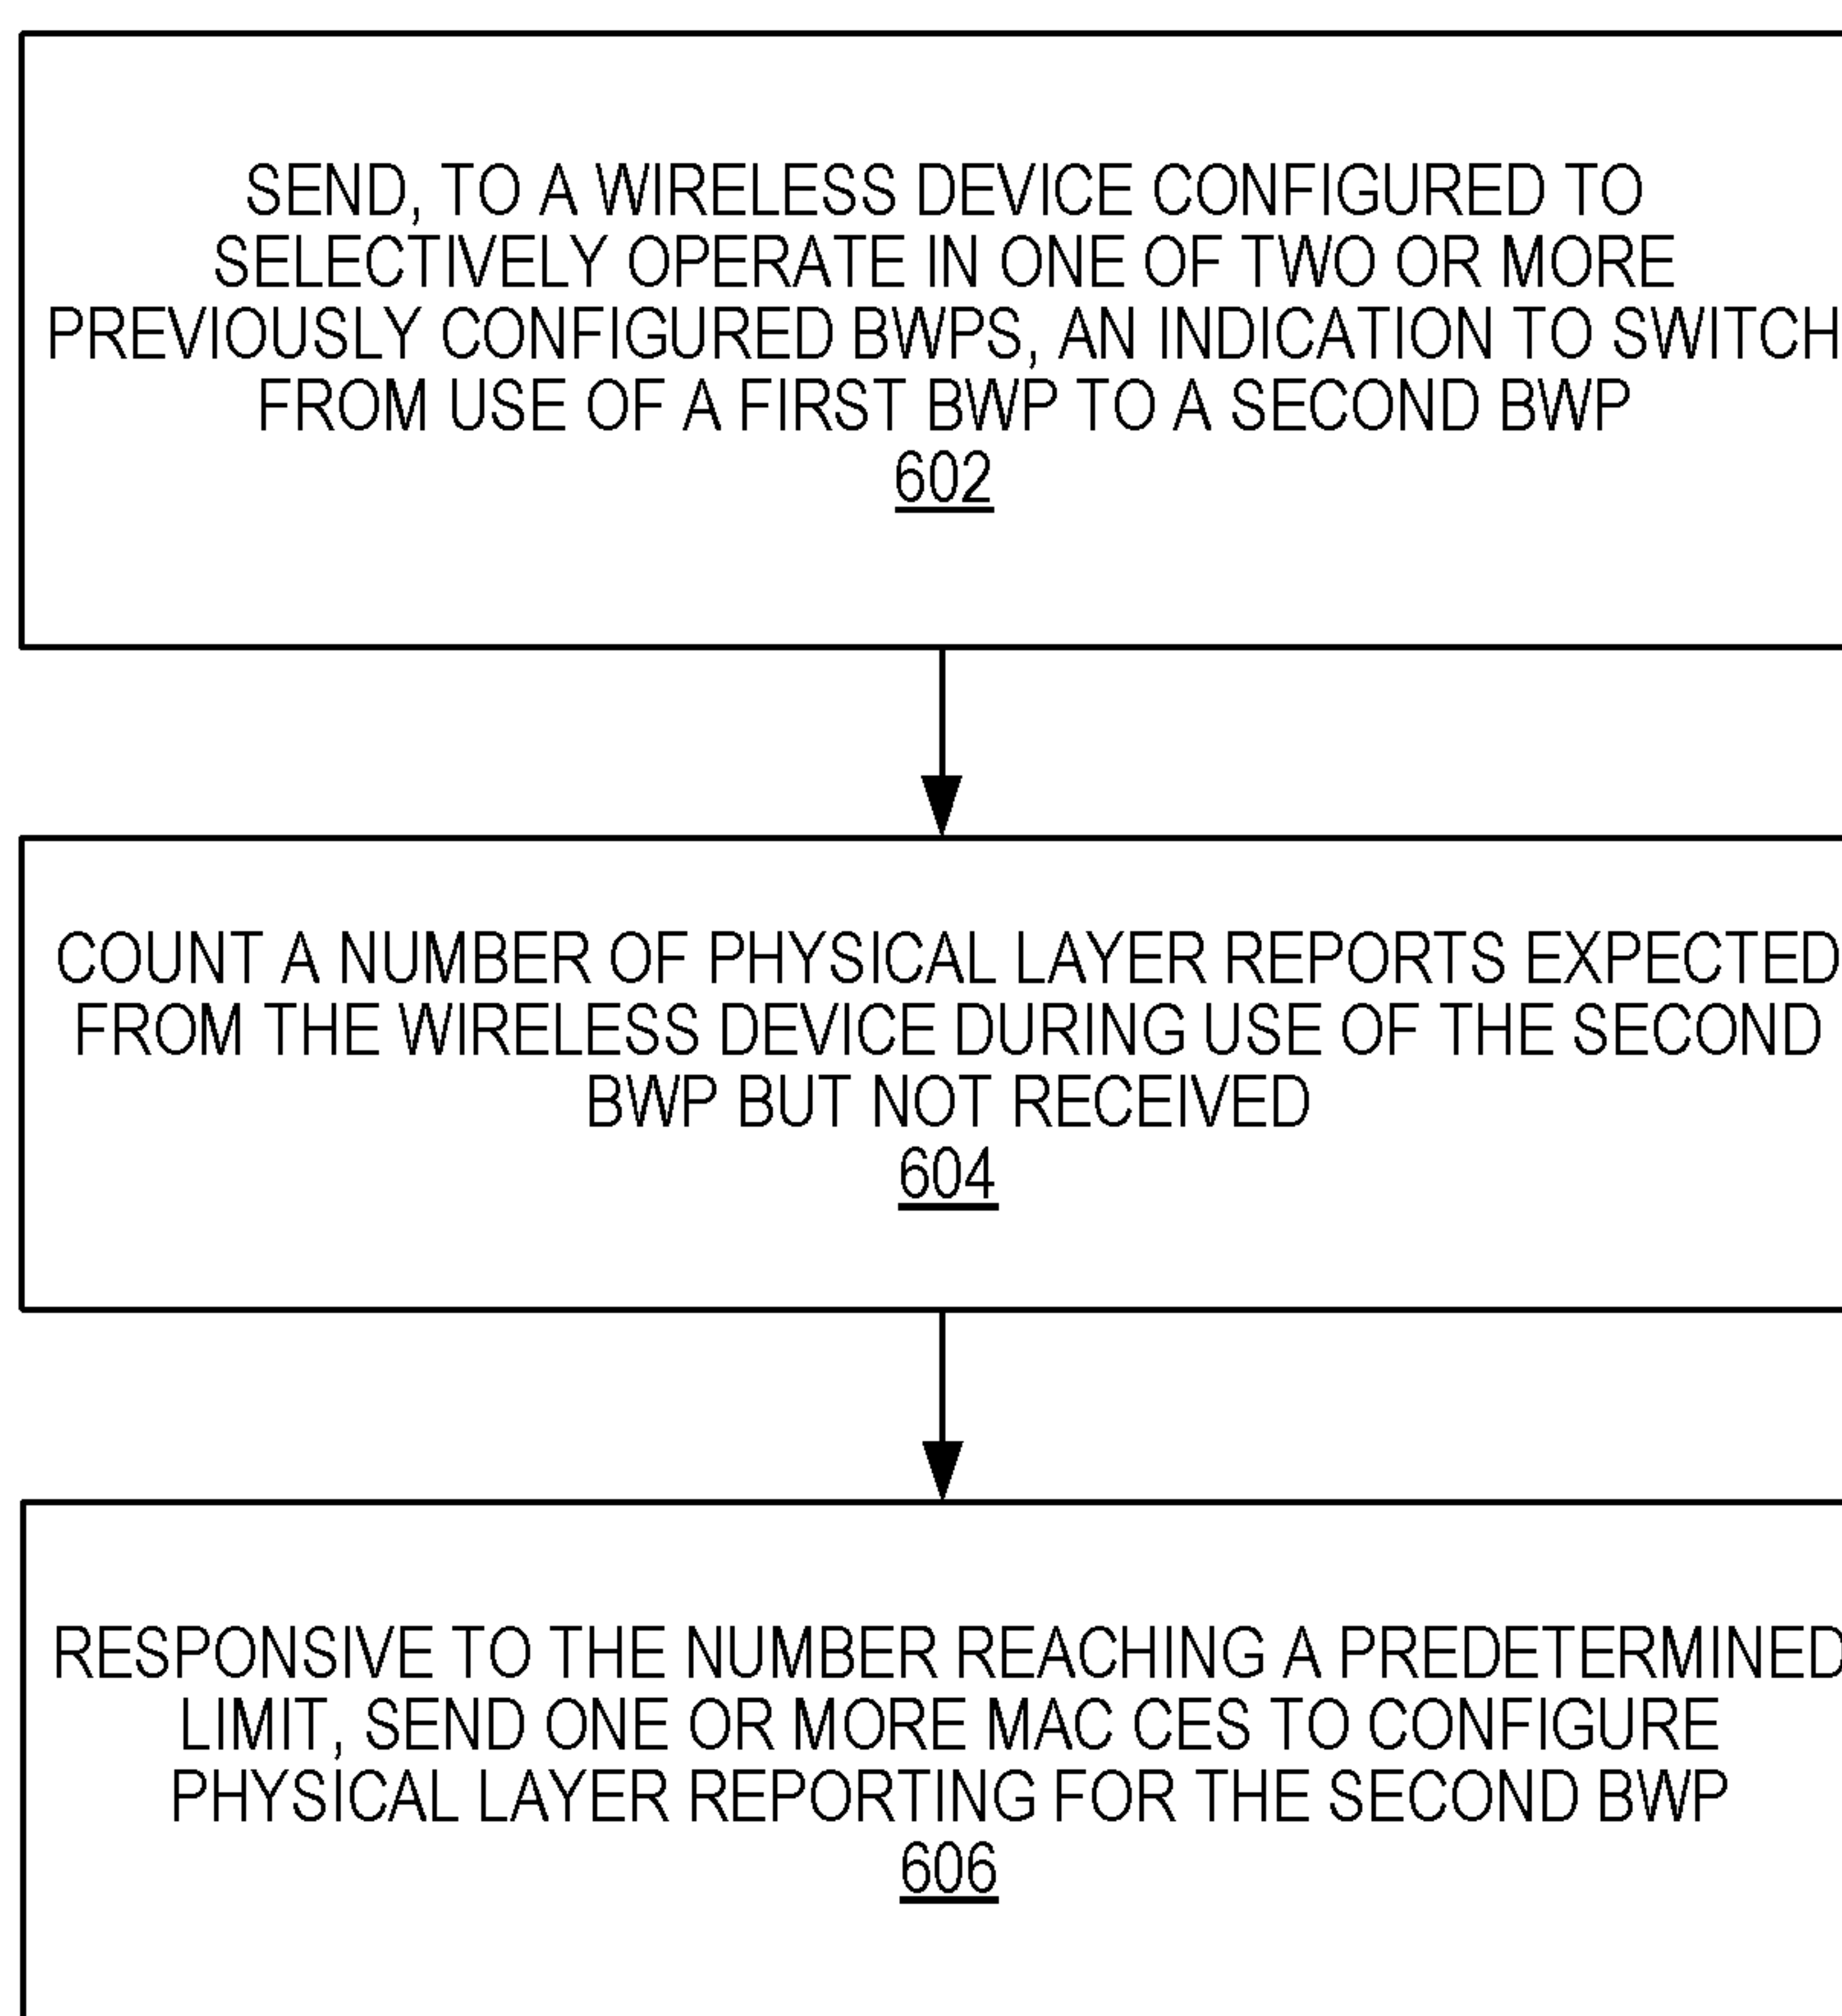 SEND, TO A WIRELESS DEVICE CONFIGURED TO
SELECTIVELY OPERATE IN ONE OF TWO OR MORE
PREVIOUSLY CONFIGURED BWPS, AN INDICATION TO SWITCH
FROM USE OF A FIRST BWP TO A SECOND BWP
602
COUNT A NUMBER OF PHYSICAL LAYER REPORTS EXPECTED
FROM THE WIRELESS DEVICE DURING USE OF THE SECOND
BWP BUT NOT RECEIVED
604
RESPONSIVE TO THE NUMBER REACHING A PREDETERMINED
LIMIT, SEND ONE OR MORE MAC CES TO CONFIGURE
PHYSICAL LAYER REPORTING FOR THE SECOND BWP
606